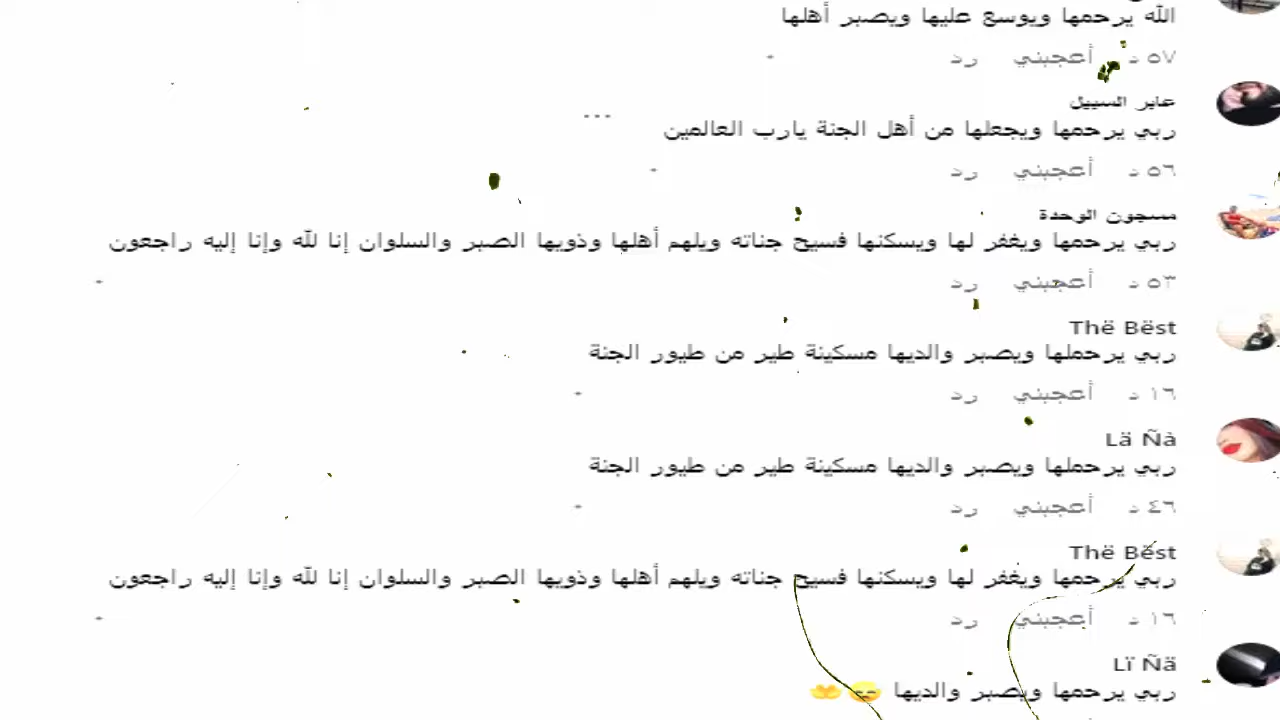 الله يرحمها ويوسع عليها ويصبر أهلها
٥٧ د أعجبني رد
عابر السبيل
ربي يرحمها ويجعلها من أهل الجنة يارب العالمين
٥٦ د أعجبني رد
مسجون الوحدة
ربي يرحمها ويغفر لها ويسكنها فسيح جناته ويلهم أهلها وذويها الصبر والسلوان إنا لله وإنا إليه راجعون
٥٣ د أعجبني رد
Thë Bëst
ربي يرحملها ويصبر والديها مسكينة طير من طيور الجنة
١٦ د أعجبني رد
Lä Ñà
ربي يرحملها ويصبر والديها مسكينة طير من طيور الجنة
٤٦ د أعجبني رد
Thë Bëst
ربي يرحمها ويغفر لها ويسكنها فسيح جناته ويلهم أهلها وذويها الصبر والسلوان إنا لله وإنا إليه راجعون
١٦ د أعجبني رد
Lï Ñä
ربي يرحمها ويصبر والديها